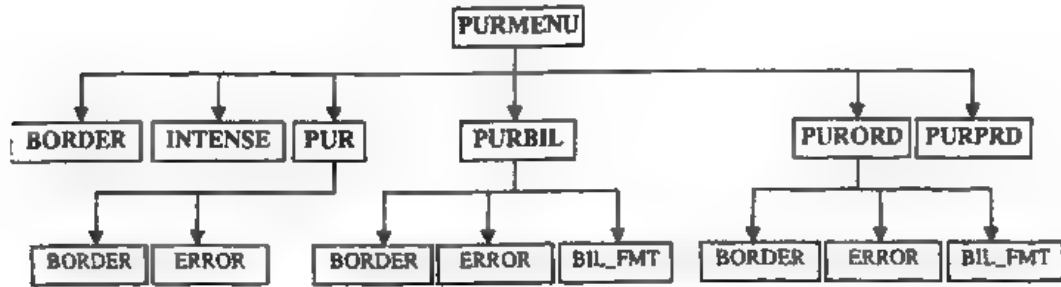 PURMENU
BORDER INTENSE PUR PURBIL PURORD PURPRD
BORDER ERROR BORDER ERROR BIL_FMT BORDER ERROR BIL_FMT